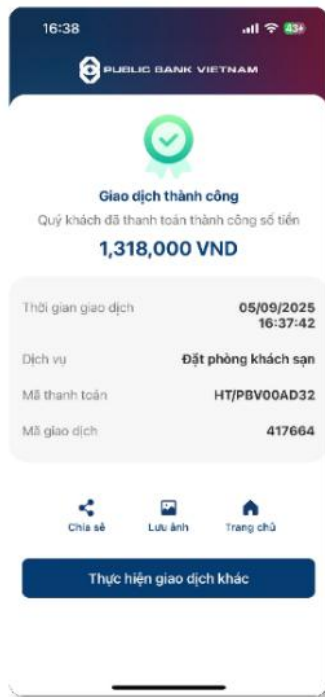 16:38
43+
PUBLIC BANK VIETNAM
Giao dịch thành công
Quý khách đã thanh toán thành công số tiền
1,318,000 VND
Thời gian giao dịch 05/09/2025
16:37:42
Dịch vụ Đặt phòng khách sạn
Mã thanh toán HT/PBV00AD32
Mã giao dịch 417664
Chia sẻ Lưu ảnh Trang chủ
Thực hiện giao dịch khác